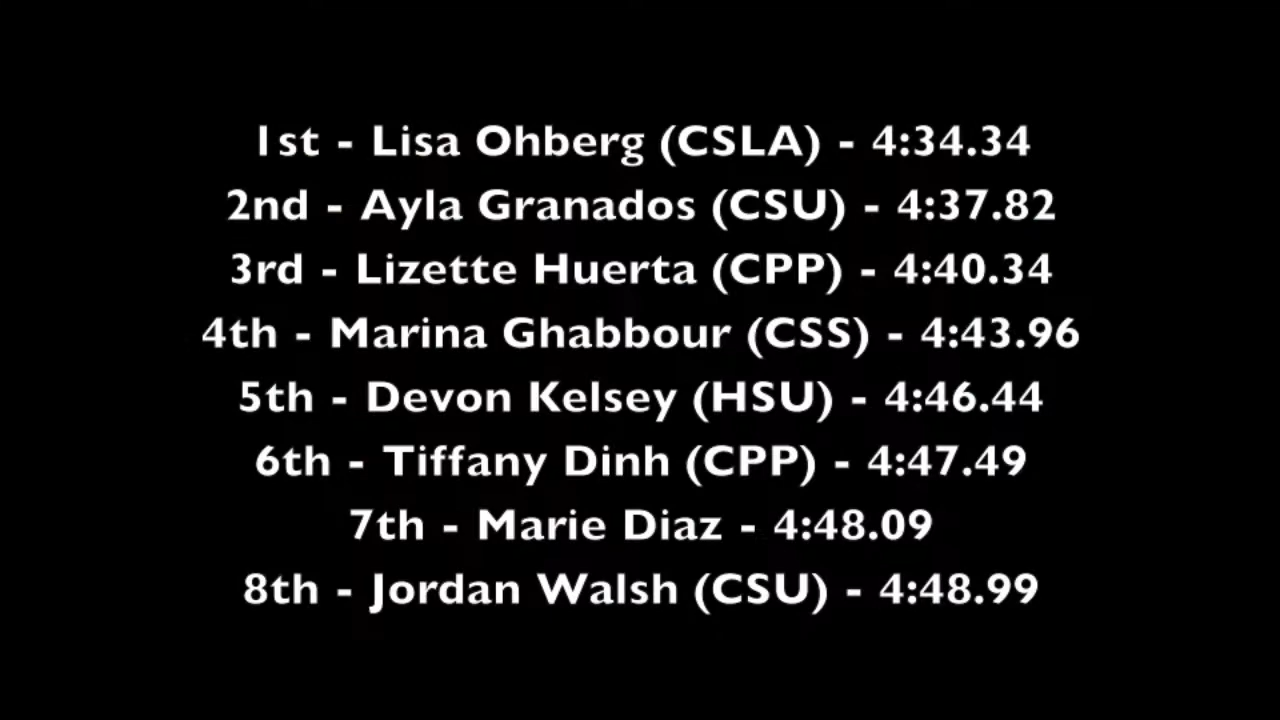 1st - Lisa Ohberg (CSLA) - 4:34.34
2nd - Ayla Granados (CSU) - 4:37.82
3rd - Lizette Huerta (CPP) - 4:40.34
4th - Marina Ghabbour (CSS) - 4:43.96
5th - Devon Kelsey (HSU) - 4:46.44
6th - Tiffany Dinh (CPP) - 4:47.49
7th - Marie Diaz - 4:48.09
8th - Jordan Walsh (CSU) - 4:48.99